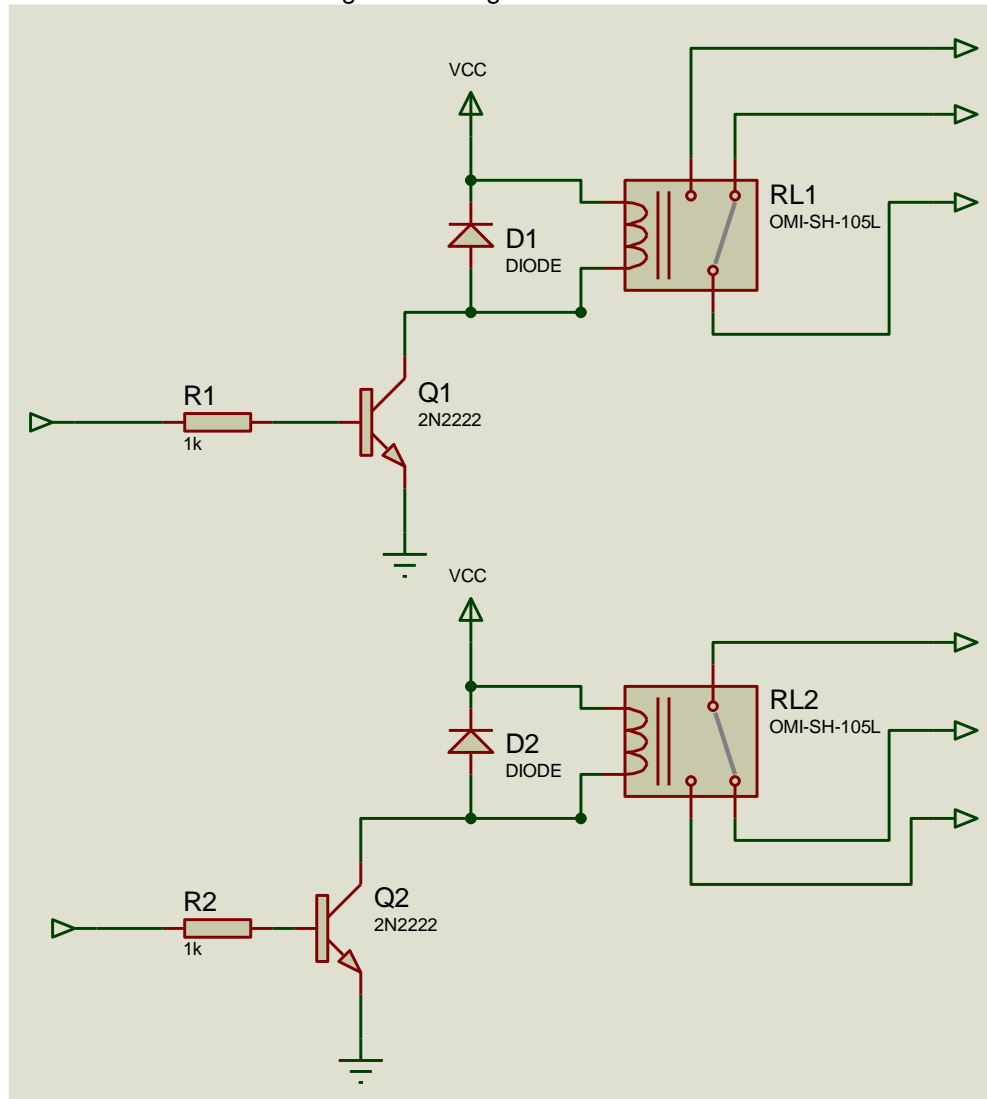 VCC
RL1
OMI-SH-105L
D1
DIODE
R1
1k
Q1
2N2222
VCC
RL2
OMI-SH-105L
D2
DIODE
R2
1k
Q2
2N2222